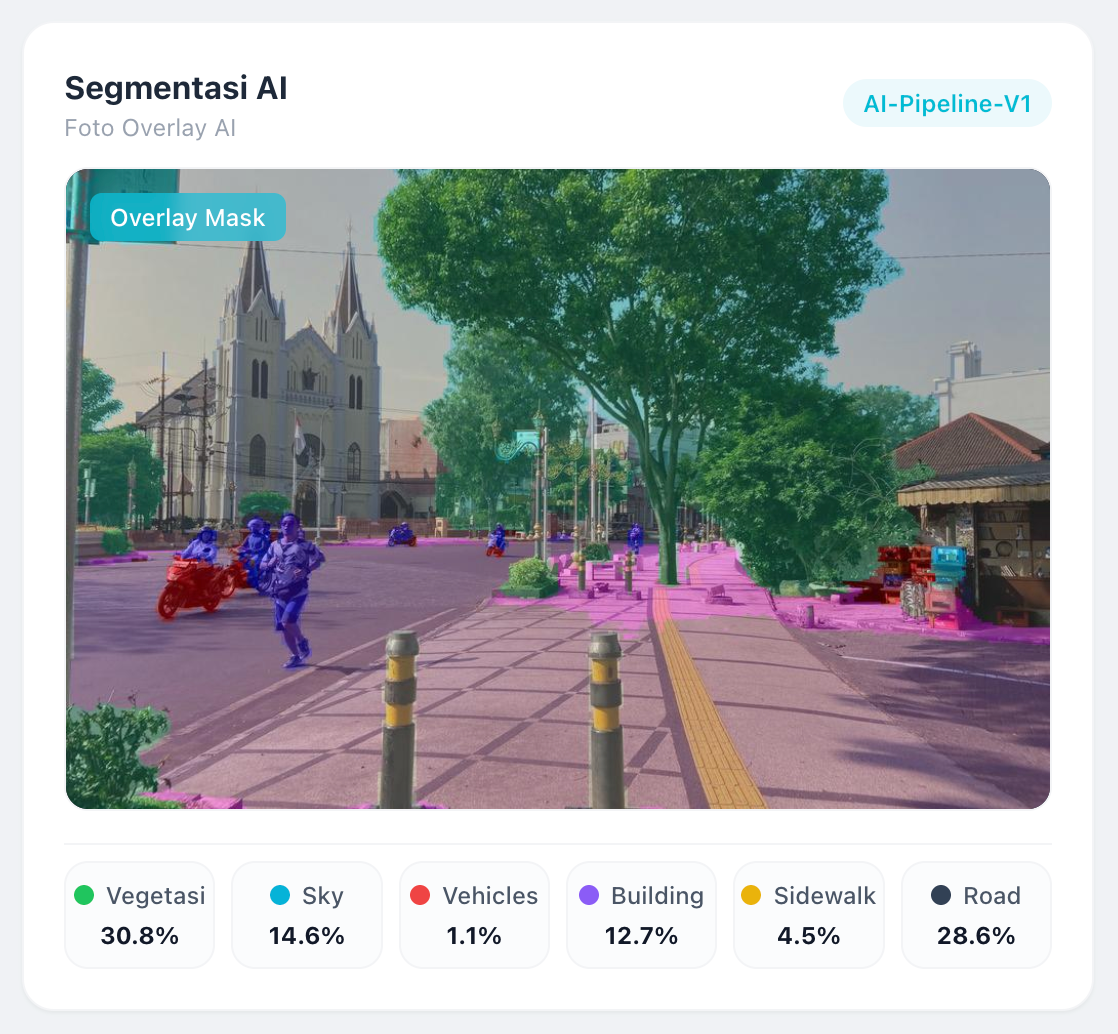 Segmentasi AI
Foto Overlay AI
AI-Pipeline-V1
Overlay Mask
Vegetasi
30.8%
Sky
14.6%
Vehicles
1.1%
Building
12.7%
Sidewalk
4.5%
Road
28.6%